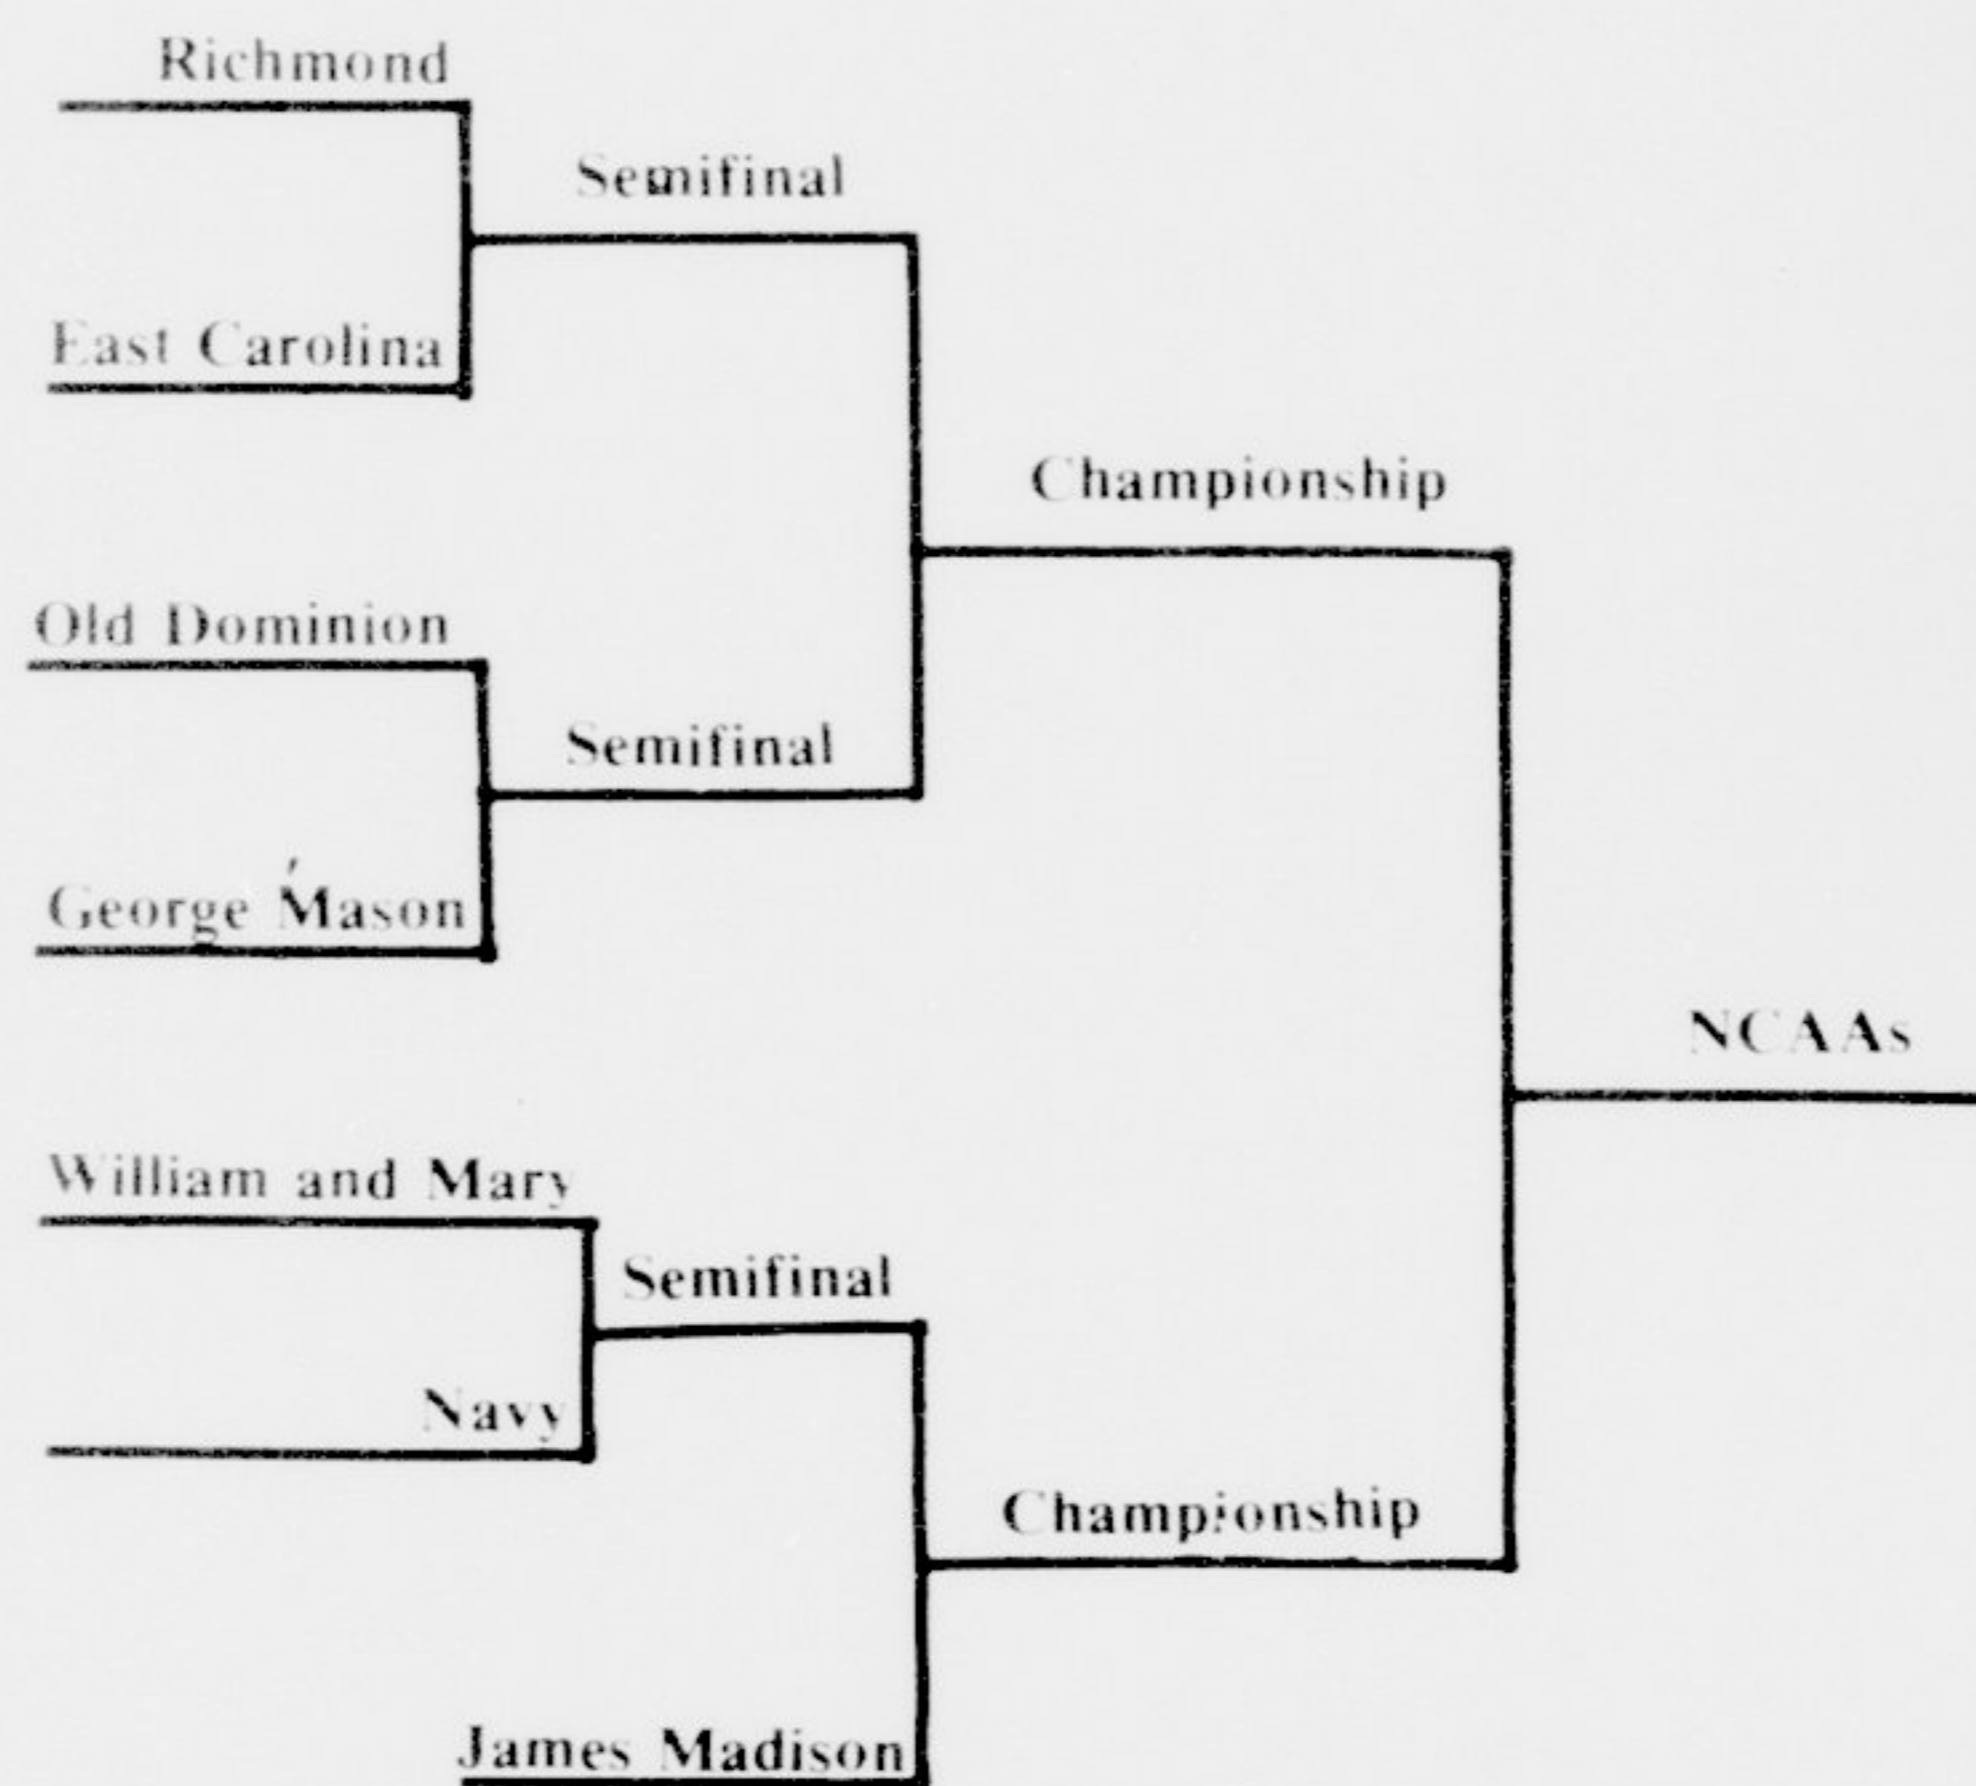 Richmond
Semifinal
East Carolina
Championship
Old Dominion
Semifinal
George Mason
NCAAs
William and Mary
Semifinal
Navy
Championship
James Madison